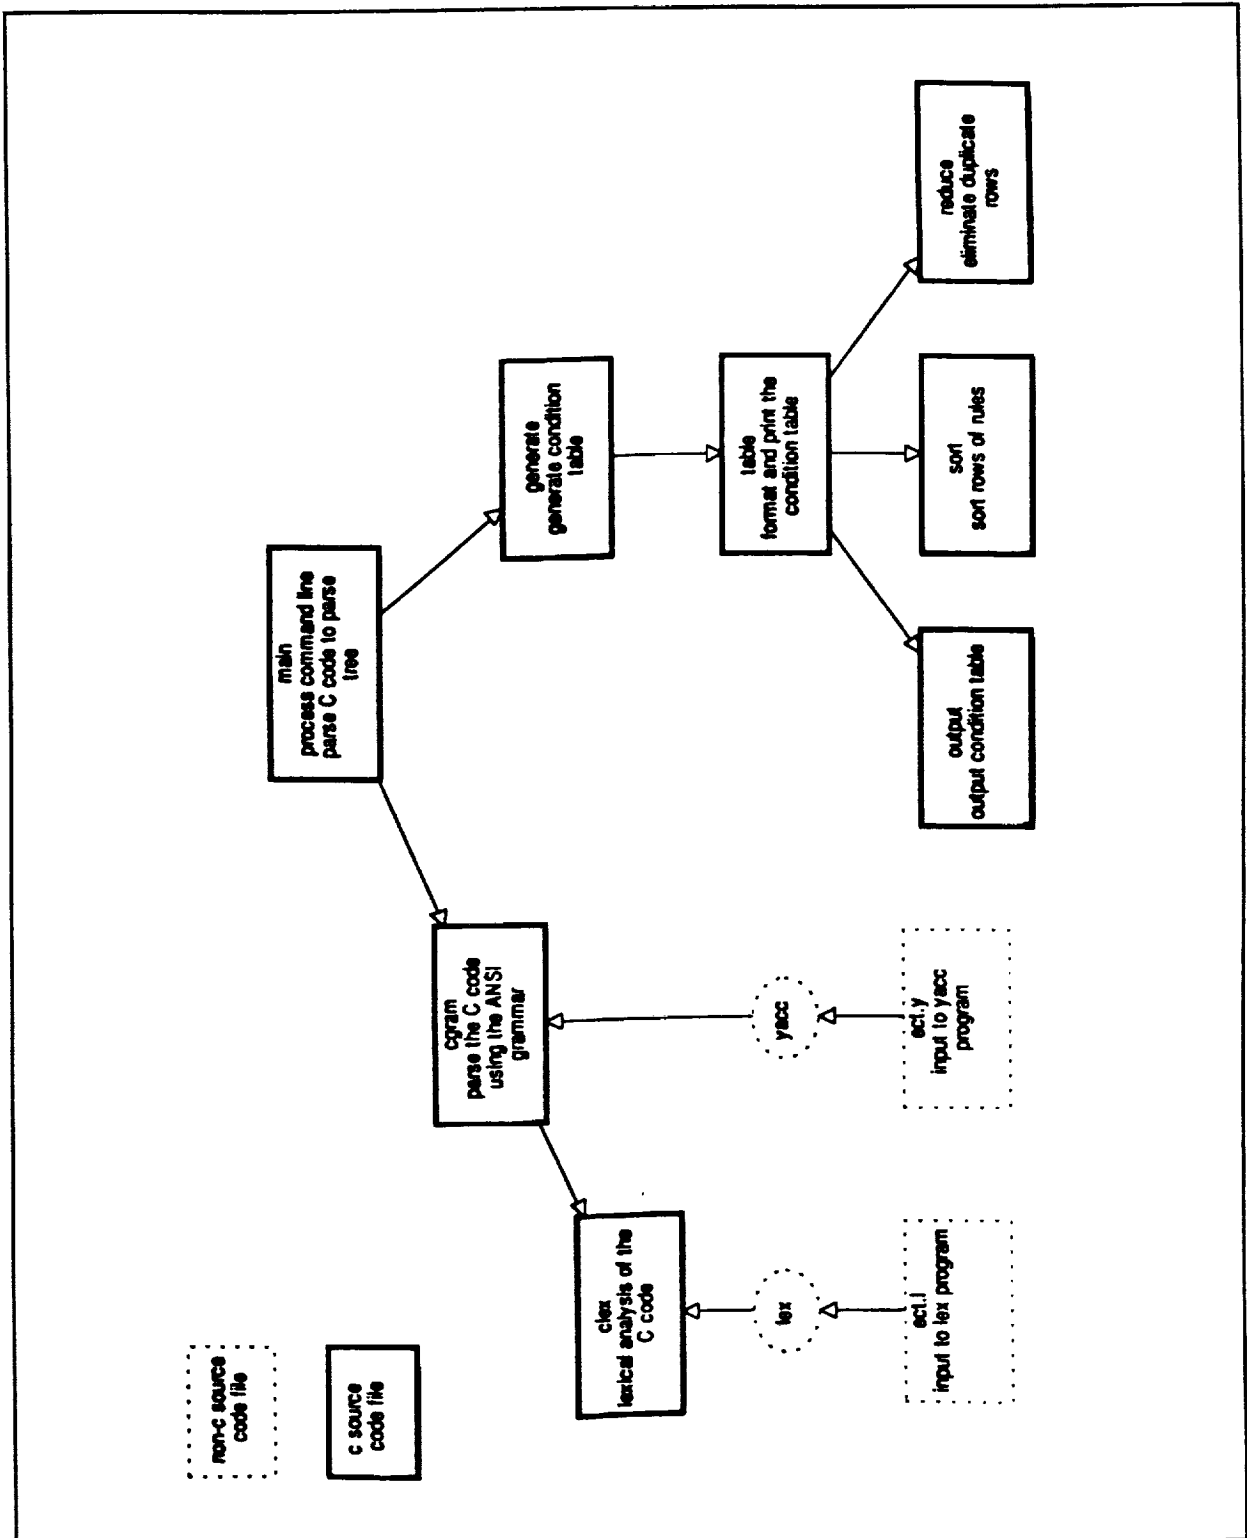 non-c source
code file
c source
code file
main
process command line
parse C code to parse
tree
cgram
parse the C code
using the ANSI
grammar
generate
generate condition
table
clex
lexical analysis of the
C code
table
format and print the
condition table
lex
yacc
ect.l
input to lex program
ect.y
input to yacc
program
output
output condition table
sort
sort rows of rules
reduce
eliminate duplicate
rows